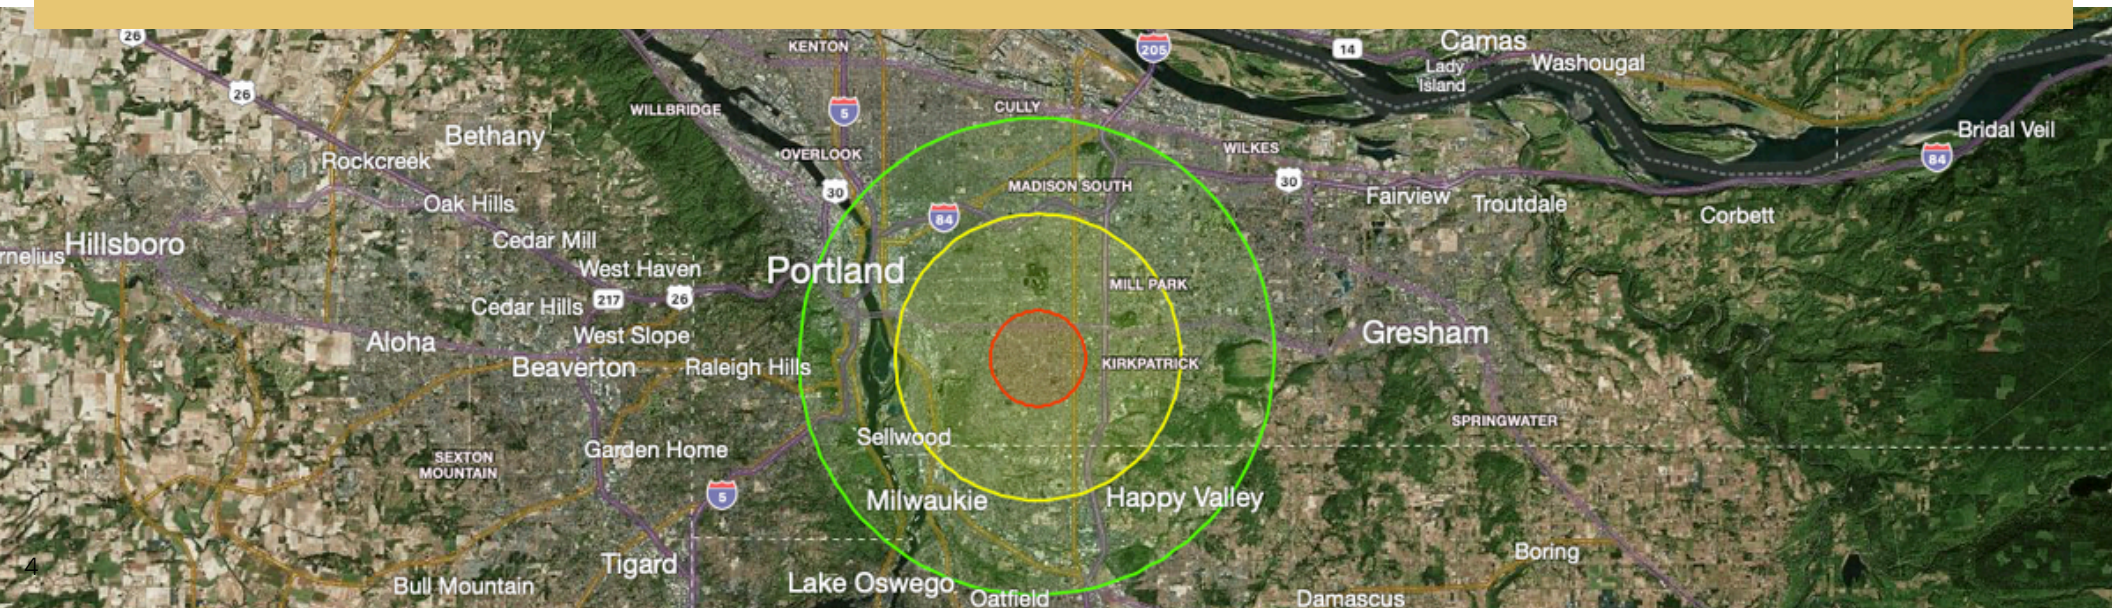 26
KENTON
205
14
Camas
Lady
Island
Washougal
26
WILLBRIDGE
5
CULLY
Bethany
Rockcreek
OVERLOOK
WILKES
Bridal Veil
84
30
MADISON SOUTH
30
Fairview
Troutdale
Corbett
Oak Hills
84
Cedar Mill
rnelius
Hillsboro
West Haven
Portland
MILL PARK
217
26
Cedar Hills
West Slope
Aloha
Gresham
Beaverton
Raleigh Hills
KIRKPATRICK
SPRINGWATER
Sellwood
Garden Home
SEXTON
MOUNTAIN
5
Milwaukie
Happy Valley
Boring
4
Tigard
Bull Mountain
Lake Oswego
Oatfield
Damascus